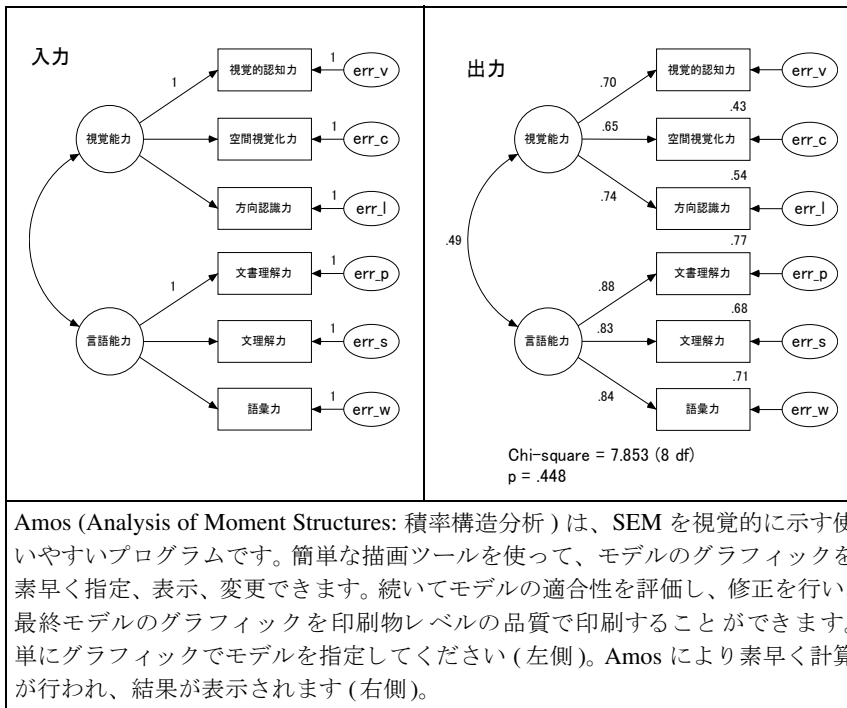 入力
1
視覚的認知力
1
err_v
視覚能力
空間視覚化力
1
err_c
方向認識力
1
err_l
1
文書理解力
1
err_p
言語能力
文理解力
1
err_s
語彙力
1
err_w
出力
.70
視覚的認知力
err_v
.43
視覚能力
.65
空間視覚化力
err_c
.54
.74
方向認識力
err_l
.49
.77
.88
文書理解力
err_p
.68
言語能力
.83
文理解力
err_s
.71
.84
語彙力
err_w
Chi-square = 7.853 (8 df)
p = .448
Amos (Analysis of Moment Structures: 積率構造分析 ) は、SEM を視覚的に示す使
いやすいプログラムです。簡単な描画ツールを使って、モデルのグラフィックを
素早く指定、表示、変更できます。続いてモデルの適合性を評価し、修正を行い
最終モデルのグラフィックを印刷物レベルの品質で印刷することができます。
単にグラフィックでモデルを指定してください ( 左側 )。Amos により素早く計算
が行われ、結果が表示されます ( 右側 )。